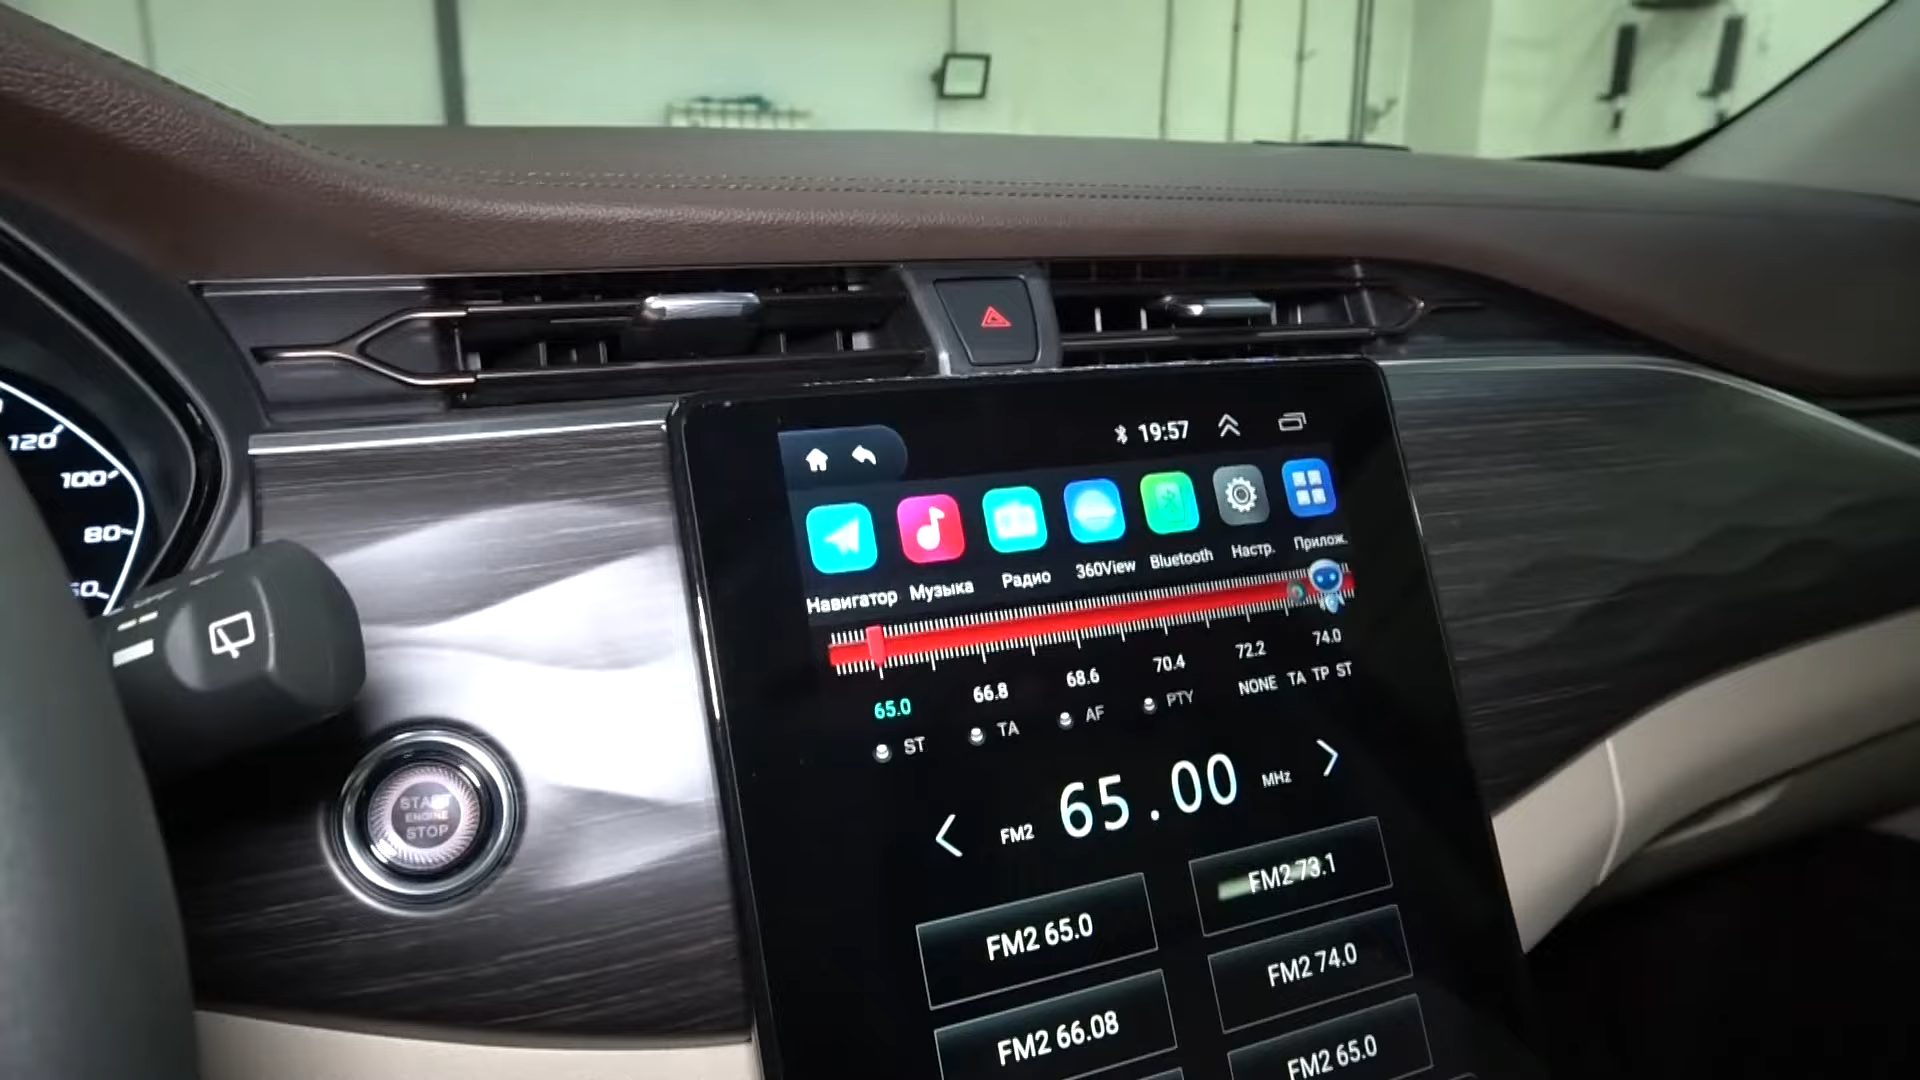 120
100
80
19:57
Навигатор Музыка Радио 360View Bluetooth Настр. Прилож.
65.0 66.8 68.6 70.4 72.2 74.0
ST TA AF PTY NONE TA TP ST
FM2 65.00 MHz
FM2 65.0 FM2 73.1
FM2 66.08 FM2 74.0
FM2 65.0
START
ENGINE
STOP